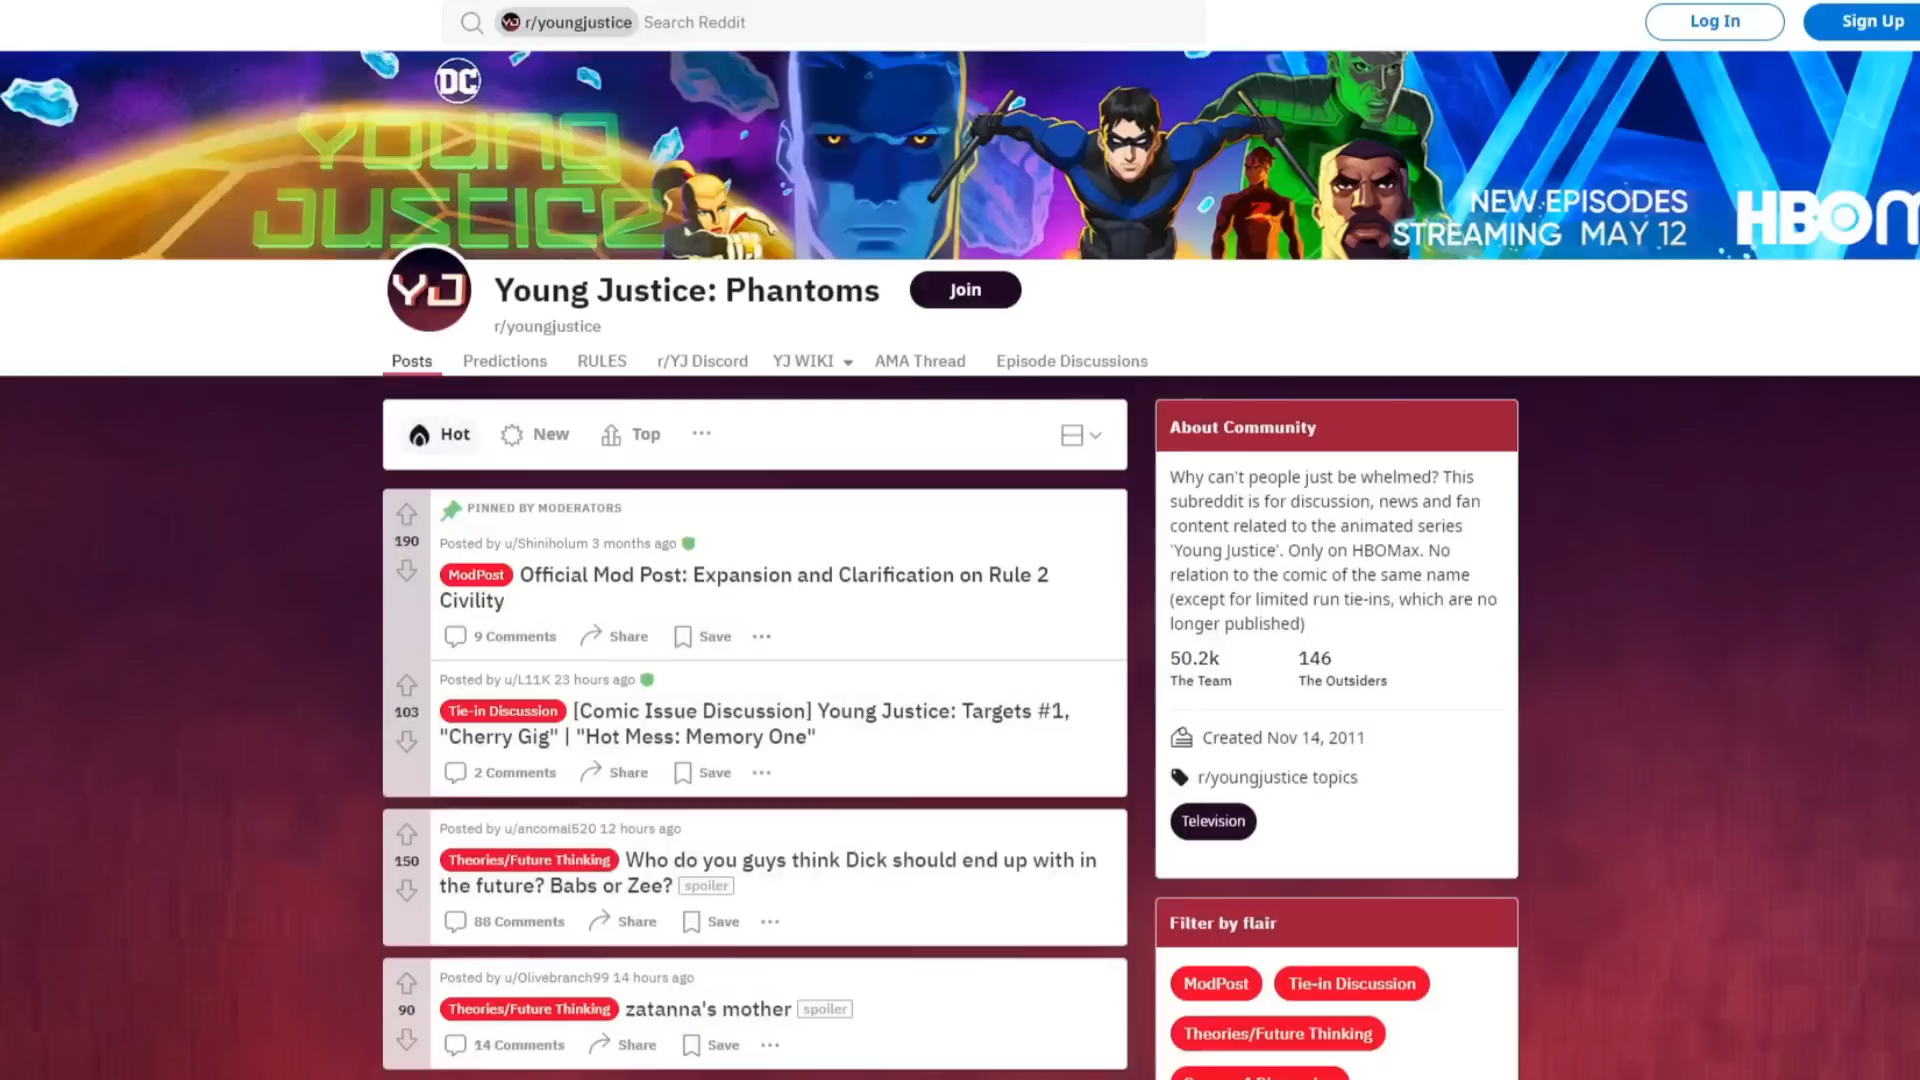 r/youngjustice Search Reddit
Log In
Sign Up
DC
YOUNG
JUSTICE
NEW EPISODES
STREAMING MAY 12
HBOM
YJ
Young Justice: Phantoms
Join
r/youngjustice
Posts Predictions RULES r/YJ Discord YJ WIKI AMA Thread Episode Discussions
Hot New Top ...
PINNED BY MODERATORS
Posted by u/Shiniholum 3 months ago
190
ModPost Official Mod Post: Expansion and Clarification on Rule 2
Civility
9 Comments Share Save ...
Posted by u/L11K 23 hours ago
103
Tie-in Discussion [Comic Issue Discussion] Young Justice: Targets #1,
"Cherry Gig" | "Hot Mess: Memory One"
2 Comments Share Save ...
Posted by u/ancomal520 12 hours ago
150
Theories/Future Thinking Who do you guys think Dick should end up with in
the future? Babs or Zee? spoiler
88 Comments Share Save ...
Posted by u/Olivebranch99 14 hours ago
90
Theories/Future Thinking zatanna's mother spoiler
14 Comments Share Save ...
About Community
Why can't people just be whelmed? This
subreddit is for discussion, news and fan
content related to the animated series
'Young Justice'. Only on HBOMax. No
relation to the comic of the same name
(except for limited run tie-ins, which are no
longer published)
50.2k 146
The Team The Outsiders
Created Nov 14, 2011
r/youngjustice topics
Television
Filter by flair
ModPost Tie-in Discussion
Theories/Future Thinking